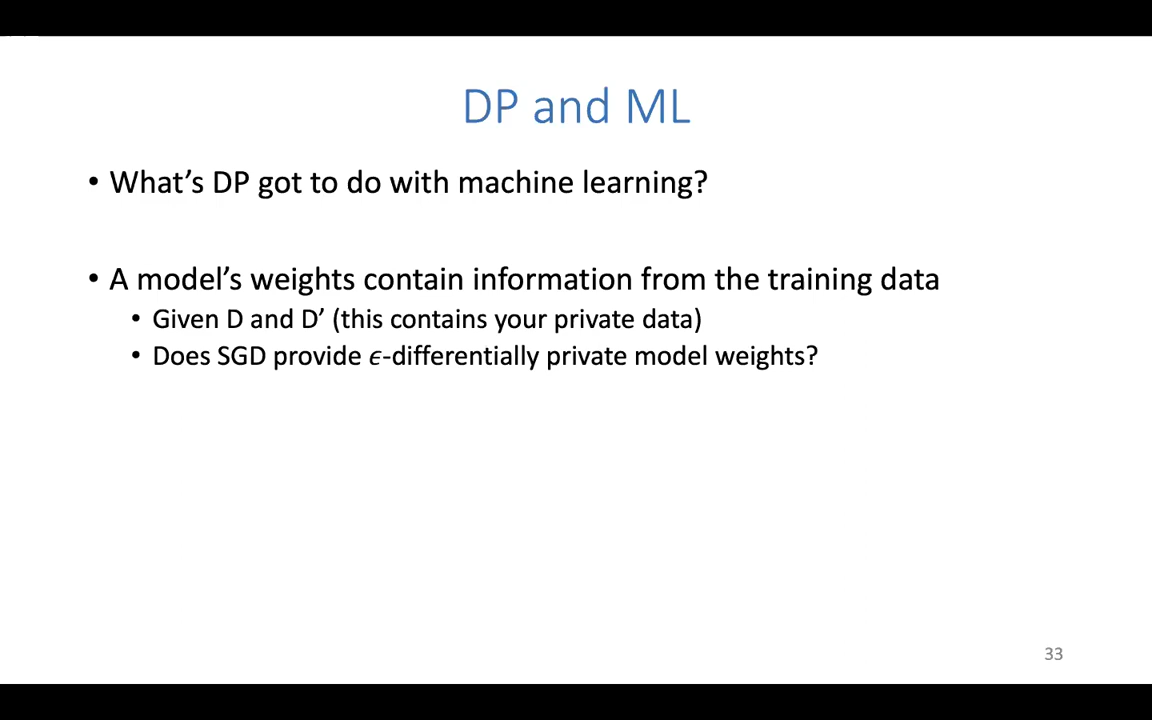 DP and ML
• What’s DP got to do with machine learning?
• A model’s weights contain information from the training data
• Given D and D’ (this contains your private data)
• Does SGD provide ϵ-differentially private model weights?
33